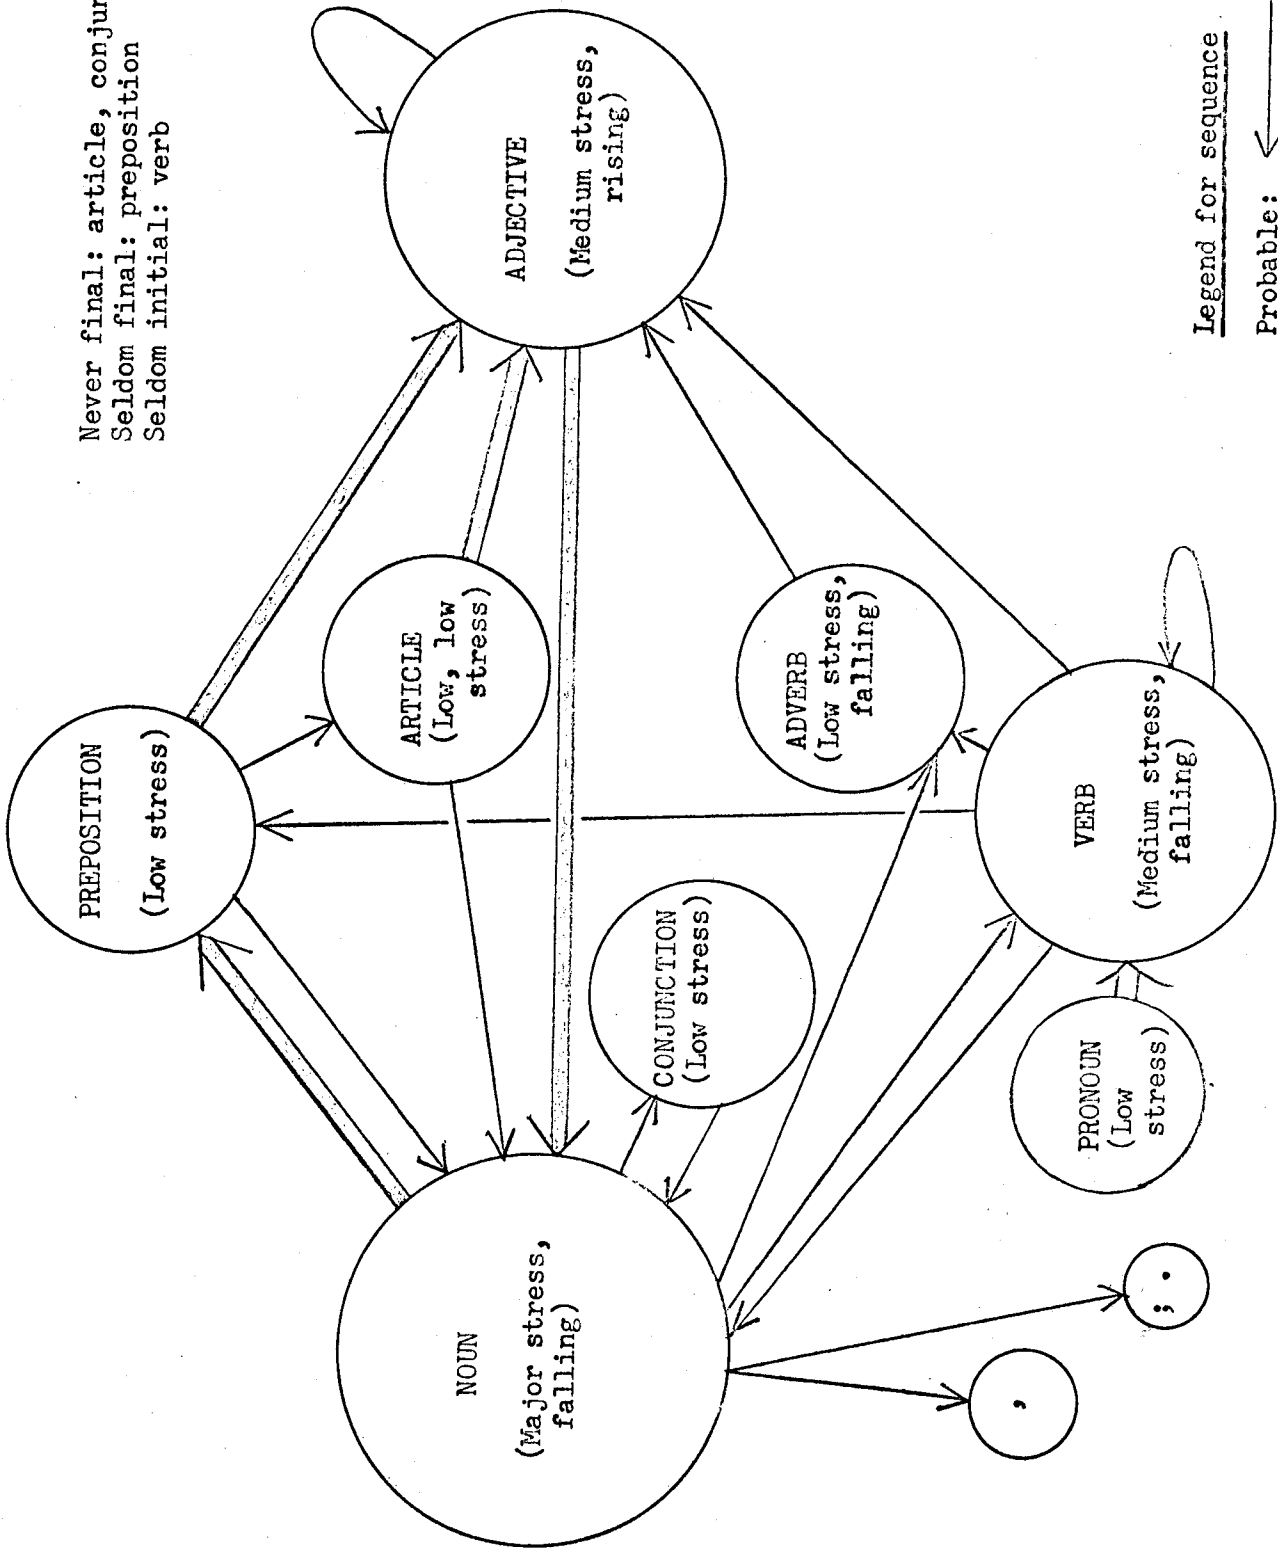 Never final: article,
Seldom final: preposition
Seldom initial: verb
PREPOSITION
(Low stress)
ADJECTIVE
(Medium stress,
rising)
ARTICLE
(Low, low
stress)
NOUN
(Major stress,
falling)
CONJUNCTION
(Low stress)
ADVERB
(Low stress,
falling)
VERB
(Medium stress,
falling)
PRONOUN
(Low
stress)
,
; .
Legend for sequence
Probable: